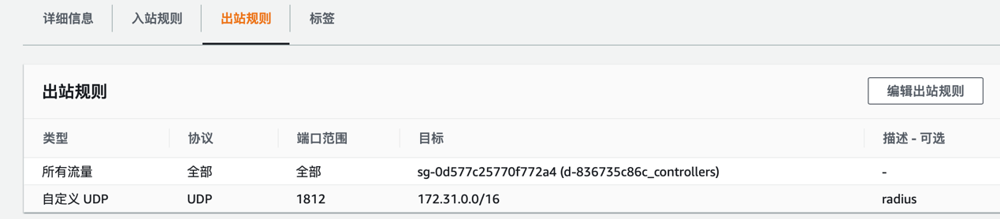 详细信息 入站规则 出站规则 标签
出站规则 编辑出站规则
类型 协议 端口范围 目标 描述 - 可选
所有流量 全部 全部 sg-0d577c25770f772a4 (d-836735c86c_controllers) -
自定义 UDP UDP 1812 172.31.0.0/16 radius